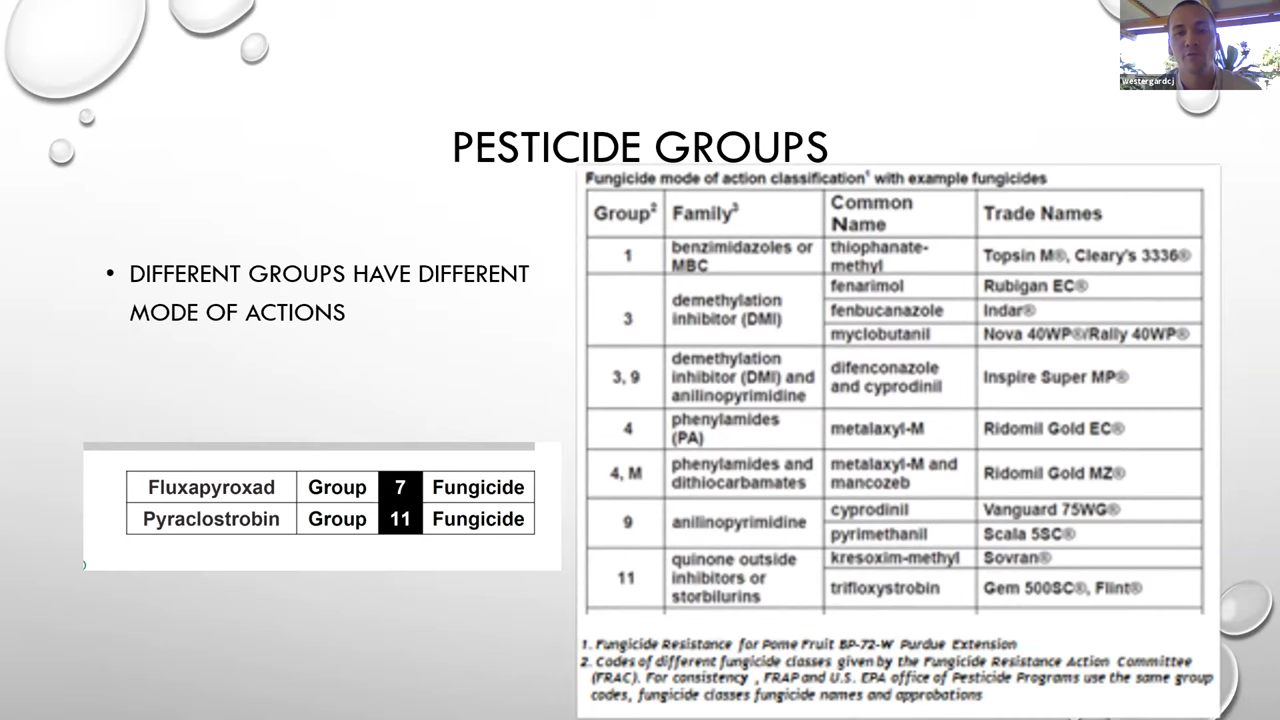 westergardcj
PESTICIDE GROUPS
• DIFFERENT GROUPS HAVE DIFFERENT
MODE OF ACTIONS
Fluxapyroxad Group 7 Fungicide
Pyraclostrobin Group 11 Fungicide
Fungicide mode of action classification¹ with example fungicides
Group² Family³ Common Name Trade Names
1 benzimidazoles or MBC thiophanate-methyl Topsin M®, Cleary's 3336®
3 demethylation inhibitor (DMI) fenarimol Rubigan EC®
fenbucanazole Indar®
myclobutanil Nova 40WP®/Rally 40WP®
3, 9 demethylation inhibitor (DMI) and anilinopyrimidine difenconazole and cyprodinil Inspire Super MP®
4 phenylamides (PA) metalaxyl-M Ridomil Gold EC®
4, M phenylamides and dithiocarbamates metalaxyl-M and mancozeb Ridomil Gold MZ®
9 anilinopyrimidine cyprodinil Vanguard 75WG®
pyrimethanil Scala 5SC®
11 quinone outside inhibitors or storbilurins kresoxim-methyl Sovran®
trifloxystrobin Gem 500SC®, Flint®
1. Fungicide Resistance for Pome Fruit BP-72-W Purdue Extension
2. Codes of different fungicide classes given by the Fungicide Resistance Action Committee
(FRAC). For consistency , FRAP and U.S. EPA office of Pesticide Programs use the same group
codes, fungicide classes fungicide names and approbations